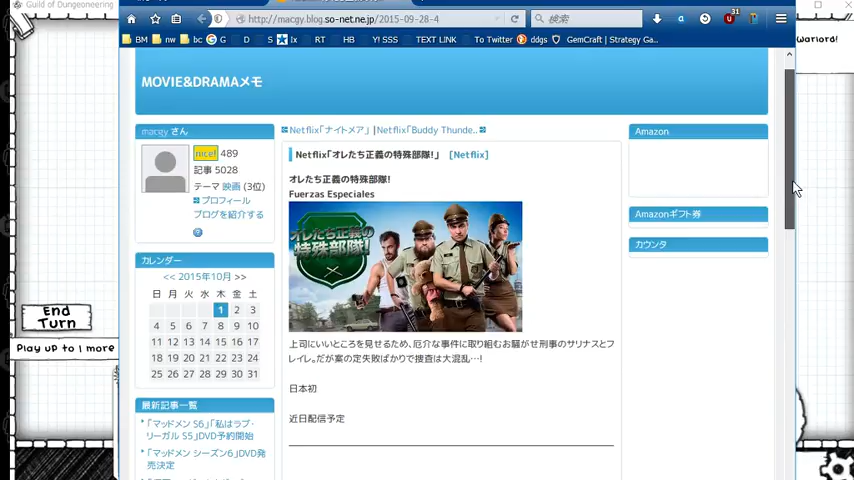 Guild of Dungeoneering
http://macgy.blog.so-net.ne.jp/2015-09-28-4
検索
31
BM nw bc G D S Ix RT HB Y! SSS TEXT LINK To Twitter ddgs GemCraft | Strategy Ga...
Warlord!
MOVIE&DRAMAメモ
macgy さん
nice! 489
記事 5028
テーマ 映画 (3位)
プロフィール
ブログを紹介する
?
カレンダー
<< 2015年10月 >>
日 月 火 水 木 金 土
1 2 3
4 5 6 7 8 9 10
11 12 13 14 15 16 17
18 19 20 21 22 23 24
25 26 27 28 29 30 31
最新記事一覧
「マッドメン S6」「私はラブ・
リーガル S5」DVD予約開始
「マッドメン シーズン6」DVD発
売決定
Netflix「ナイトメア」 | Netflix「Buddy Thunde..
Netflix「オレたち正義の特殊部隊!」 [Netflix]
オレたち正義の特殊部隊!
Fuerzas Especiales
オレたち正義の
特殊部隊!
上司にいいところを見せるため、厄介な事件に取り組むお騒がせ刑事のサリナスとフ
レイレ。だが案の定失敗ばかりで捜査は大混乱…!
日本初
近日配信予定
Amazon
Amazonギフト券
カウンタ
End
Turn
Play up to 1 more